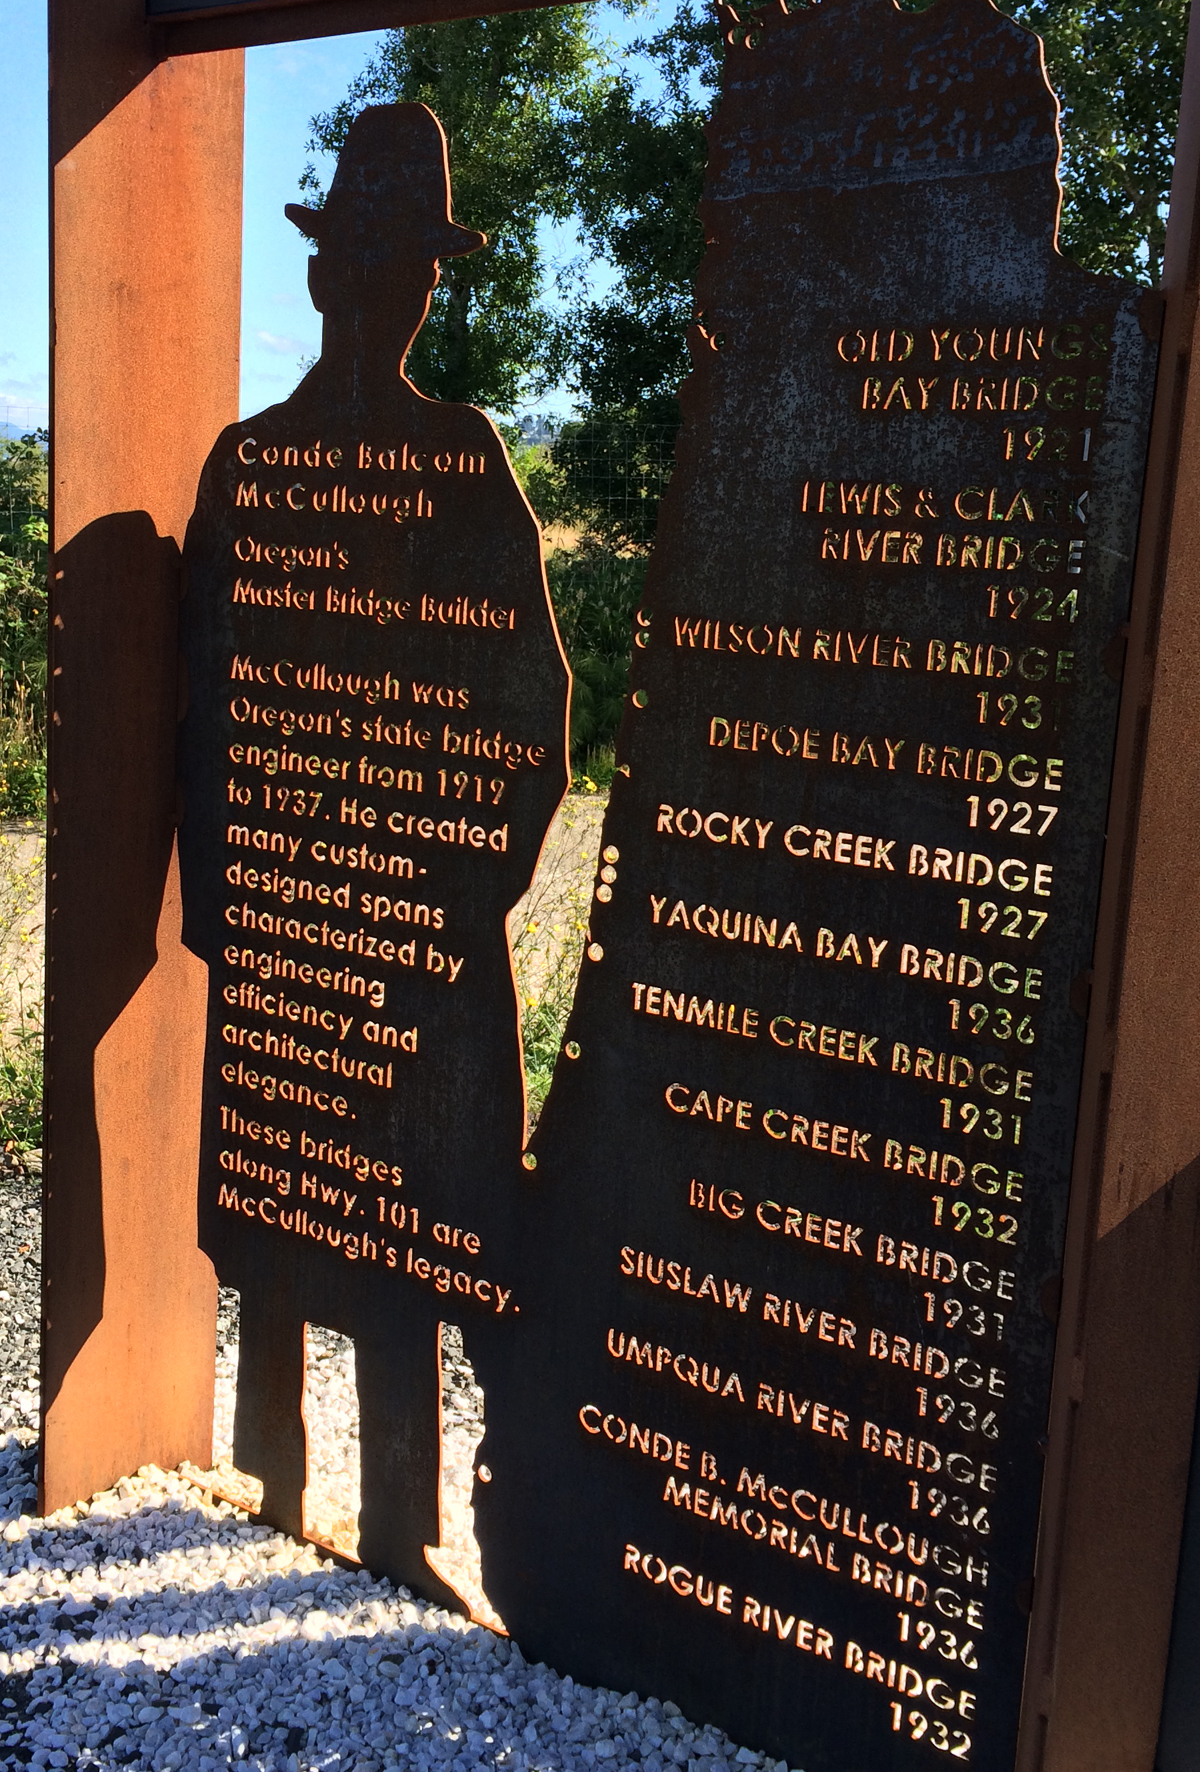 Conde Balcom
McCullough
Oregon's
Master Bridge Builder
McCullough was
Oregon's state bridge
engineer from 1919
to 1937. He created
many custom-
designed spans
characterized by
engineering
efficiency and
architectural
elegance.
These bridges
along Hwy. 101 are
McCullough's legacy.
OLD YOUNGS
BAY BRIDGE
1921
LEWIS & CLARK
RIVER BRIDGE
1924
WILSON RIVER BRIDGE
1931
DEPOE BAY BRIDGE
1927
ROCKY CREEK BRIDGE
1927
YAQUINA BAY BRIDGE
1936
TENMILE CREEK BRIDGE
1931
CAPE CREEK BRIDGE
1932
BIG CREEK BRIDGE
1931
SIUSLAW RIVER BRIDGE
1936
UMPQUA RIVER BRIDGE
1936
CONDE B. McCULLOUGH
MEMORIAL BRIDGE
1936
ROGUE RIVER BRIDGE
1932